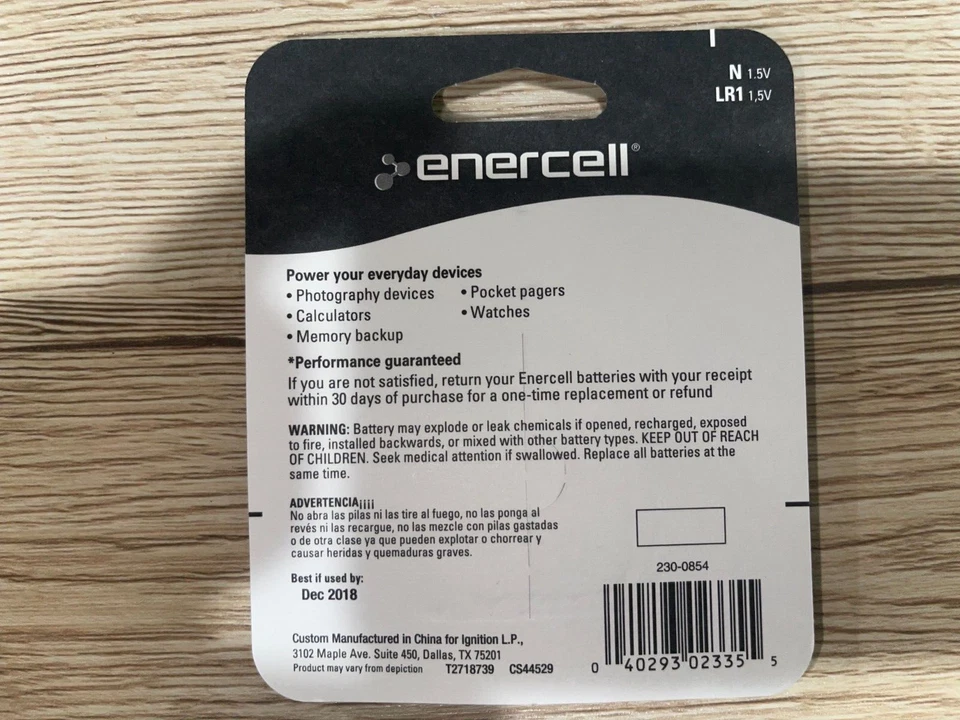 N 1.5V
LR1 1,5V
enercell®
Power your everyday devices
• Photography devices
• Calculators
• Memory backup
• Pocket pagers
• Watches
*Performance guaranteed
If you are not satisfied, return your Enercell batteries with your receipt
within 30 days of purchase for a one-time replacement or refund
WARNING: Battery may explode or leak chemicals if opened, recharged, exposed
to fire, installed backwards, or mixed with other battery types. KEEP OUT OF REACH
OF CHILDREN. Seek medical attention if swallowed. Replace all batteries at the
same time.
ADVERTENCIA¡¡¡¡
No abra las pilas ni las tire al fuego, no las ponga al
revés ni las recargue, no las mezcle con pilas gastadas
o de otra clase ya que pueden explotar o chorrear y
causar heridas y quemaduras graves.
Best if used by:
Dec 2018
230-0854
Custom Manufactured in China for Ignition L.P.,
3102 Maple Ave. Suite 450, Dallas, TX 75201
Product may vary from depiction T2718739 CS44529
0 40293 02335 5